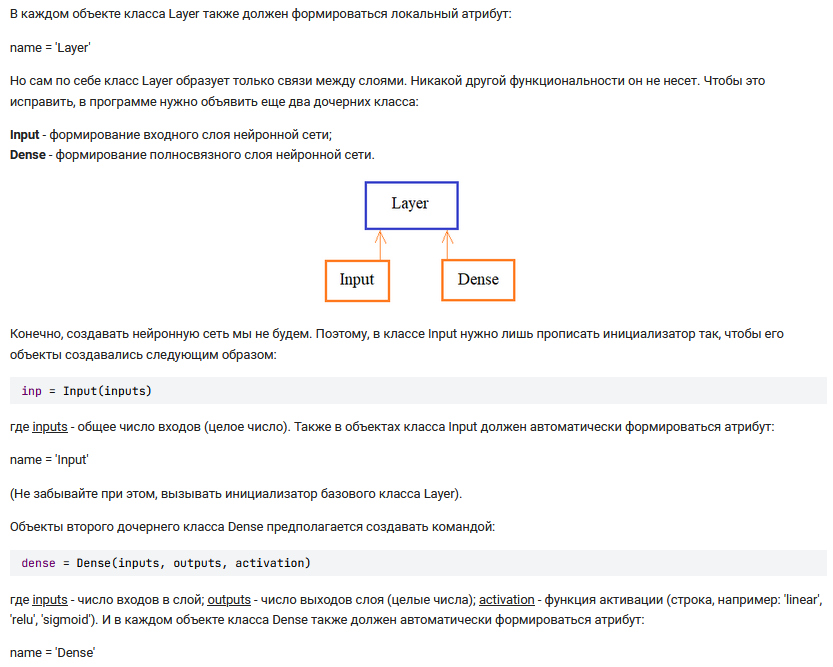 В каждом объекте класса Layer также должен формироваться локальный атрибут:
name = 'Layer'
Но сам по себе класс Layer образует только связи между слоями. Никакой другой функциональности он не несет. Чтобы это
исправить, в программе нужно объявить еще два дочерних класса:
Input - формирование входного слоя нейронной сети;
Dense - формирование полносвязного слоя нейронной сети.
Layer
Input Dense
Конечно, создавать нейронную сеть мы не будем. Поэтому, в классе Input нужно лишь прописать инициализатор так, чтобы его
объекты создавались следующим образом:
inp = Input(inputs)
где inputs - общее число входов (целое число). Также в объектах класса Input должен автоматически формироваться атрибут:
name = 'Input'
(Не забывайте при этом, вызывать инициализатор базового класса Layer).
Объекты второго дочернего класса Dense предполагается создавать командой:
dense = Dense(inputs, outputs, activation)
где inputs - число входов в слой; outputs - число выходов слоя (целые числа); activation - функция активации (строка, например: 'linear',
'relu', 'sigmoid'). И в каждом объекте класса Dense также должен автоматически формироваться атрибут:
name = 'Dense'